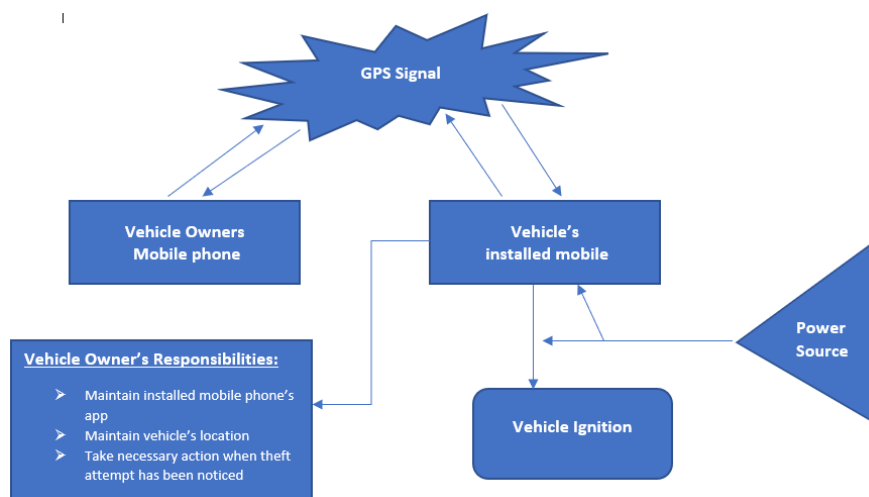 GPS Signal
Vehicle Owners
Mobile phone
Vehicle's
installed mobile
Power
Source
Vehicle Owner's Responsibilities:
➤ Maintain installed mobile phone's
app
➤ Maintain vehicle's location
➤ Take necessary action when theft
attempt has been noticed
Vehicle Ignition